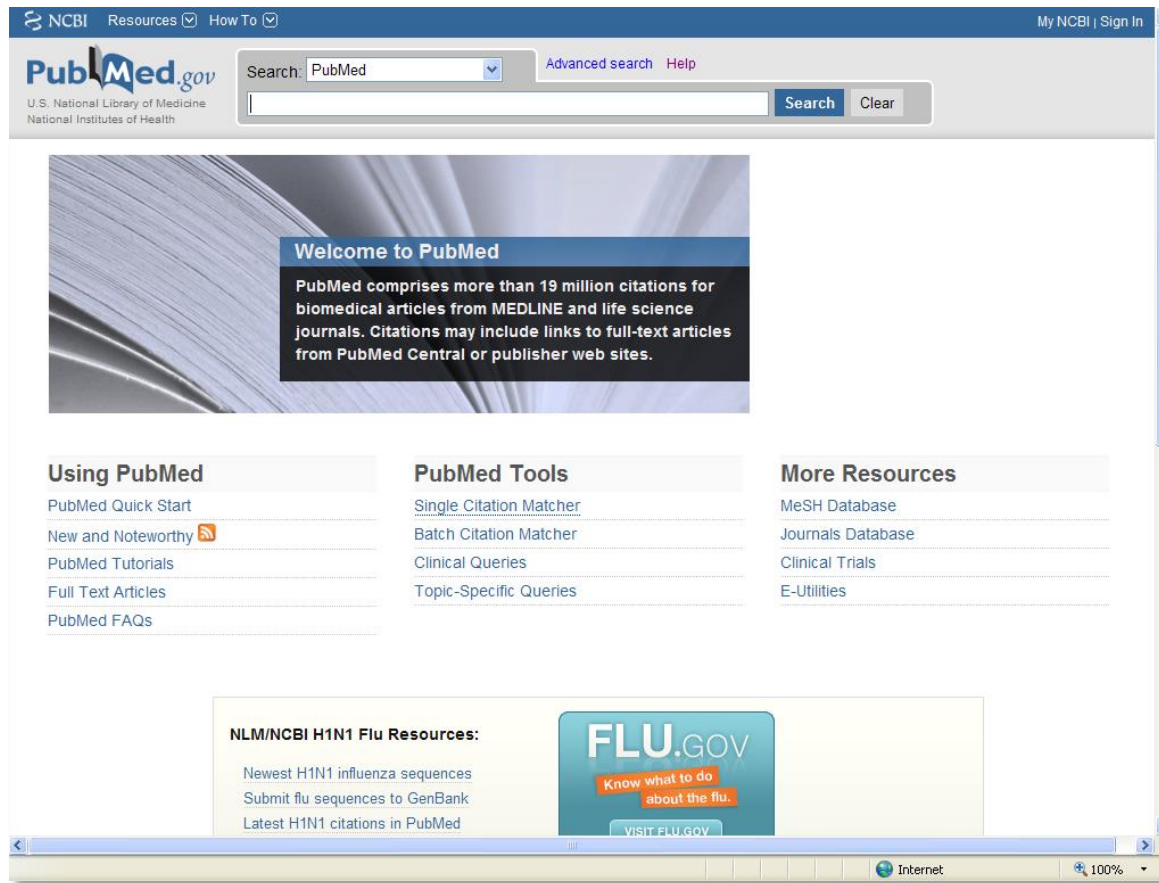 NCBI Resources How To My NCBI | Sign In
PubMed.gov
U.S. National Library of Medicine
National Institutes of Health
Search: PubMed
Advanced search Help
Search Clear
Welcome to PubMed
PubMed comprises more than 19 million citations for
biomedical articles from MEDLINE and life science
journals. Citations may include links to full-text articles
from PubMed Central or publisher web sites.
Using PubMed
PubMed Quick Start
New and Noteworthy
PubMed Tutorials
Full Text Articles
PubMed FAQs
PubMed Tools
Single Citation Matcher
Batch Citation Matcher
Clinical Queries
Topic-Specific Queries
More Resources
MeSH Database
Journals Database
Clinical Trials
E-Utilities
NLM/NCBI H1N1 Flu Resources:
Newest H1N1 influenza sequences
Submit flu sequences to GenBank
Latest H1N1 citations in PubMed
FLU.GOV
Know what to do
about the flu.
VISIT FLU.GOV
Internet 100%